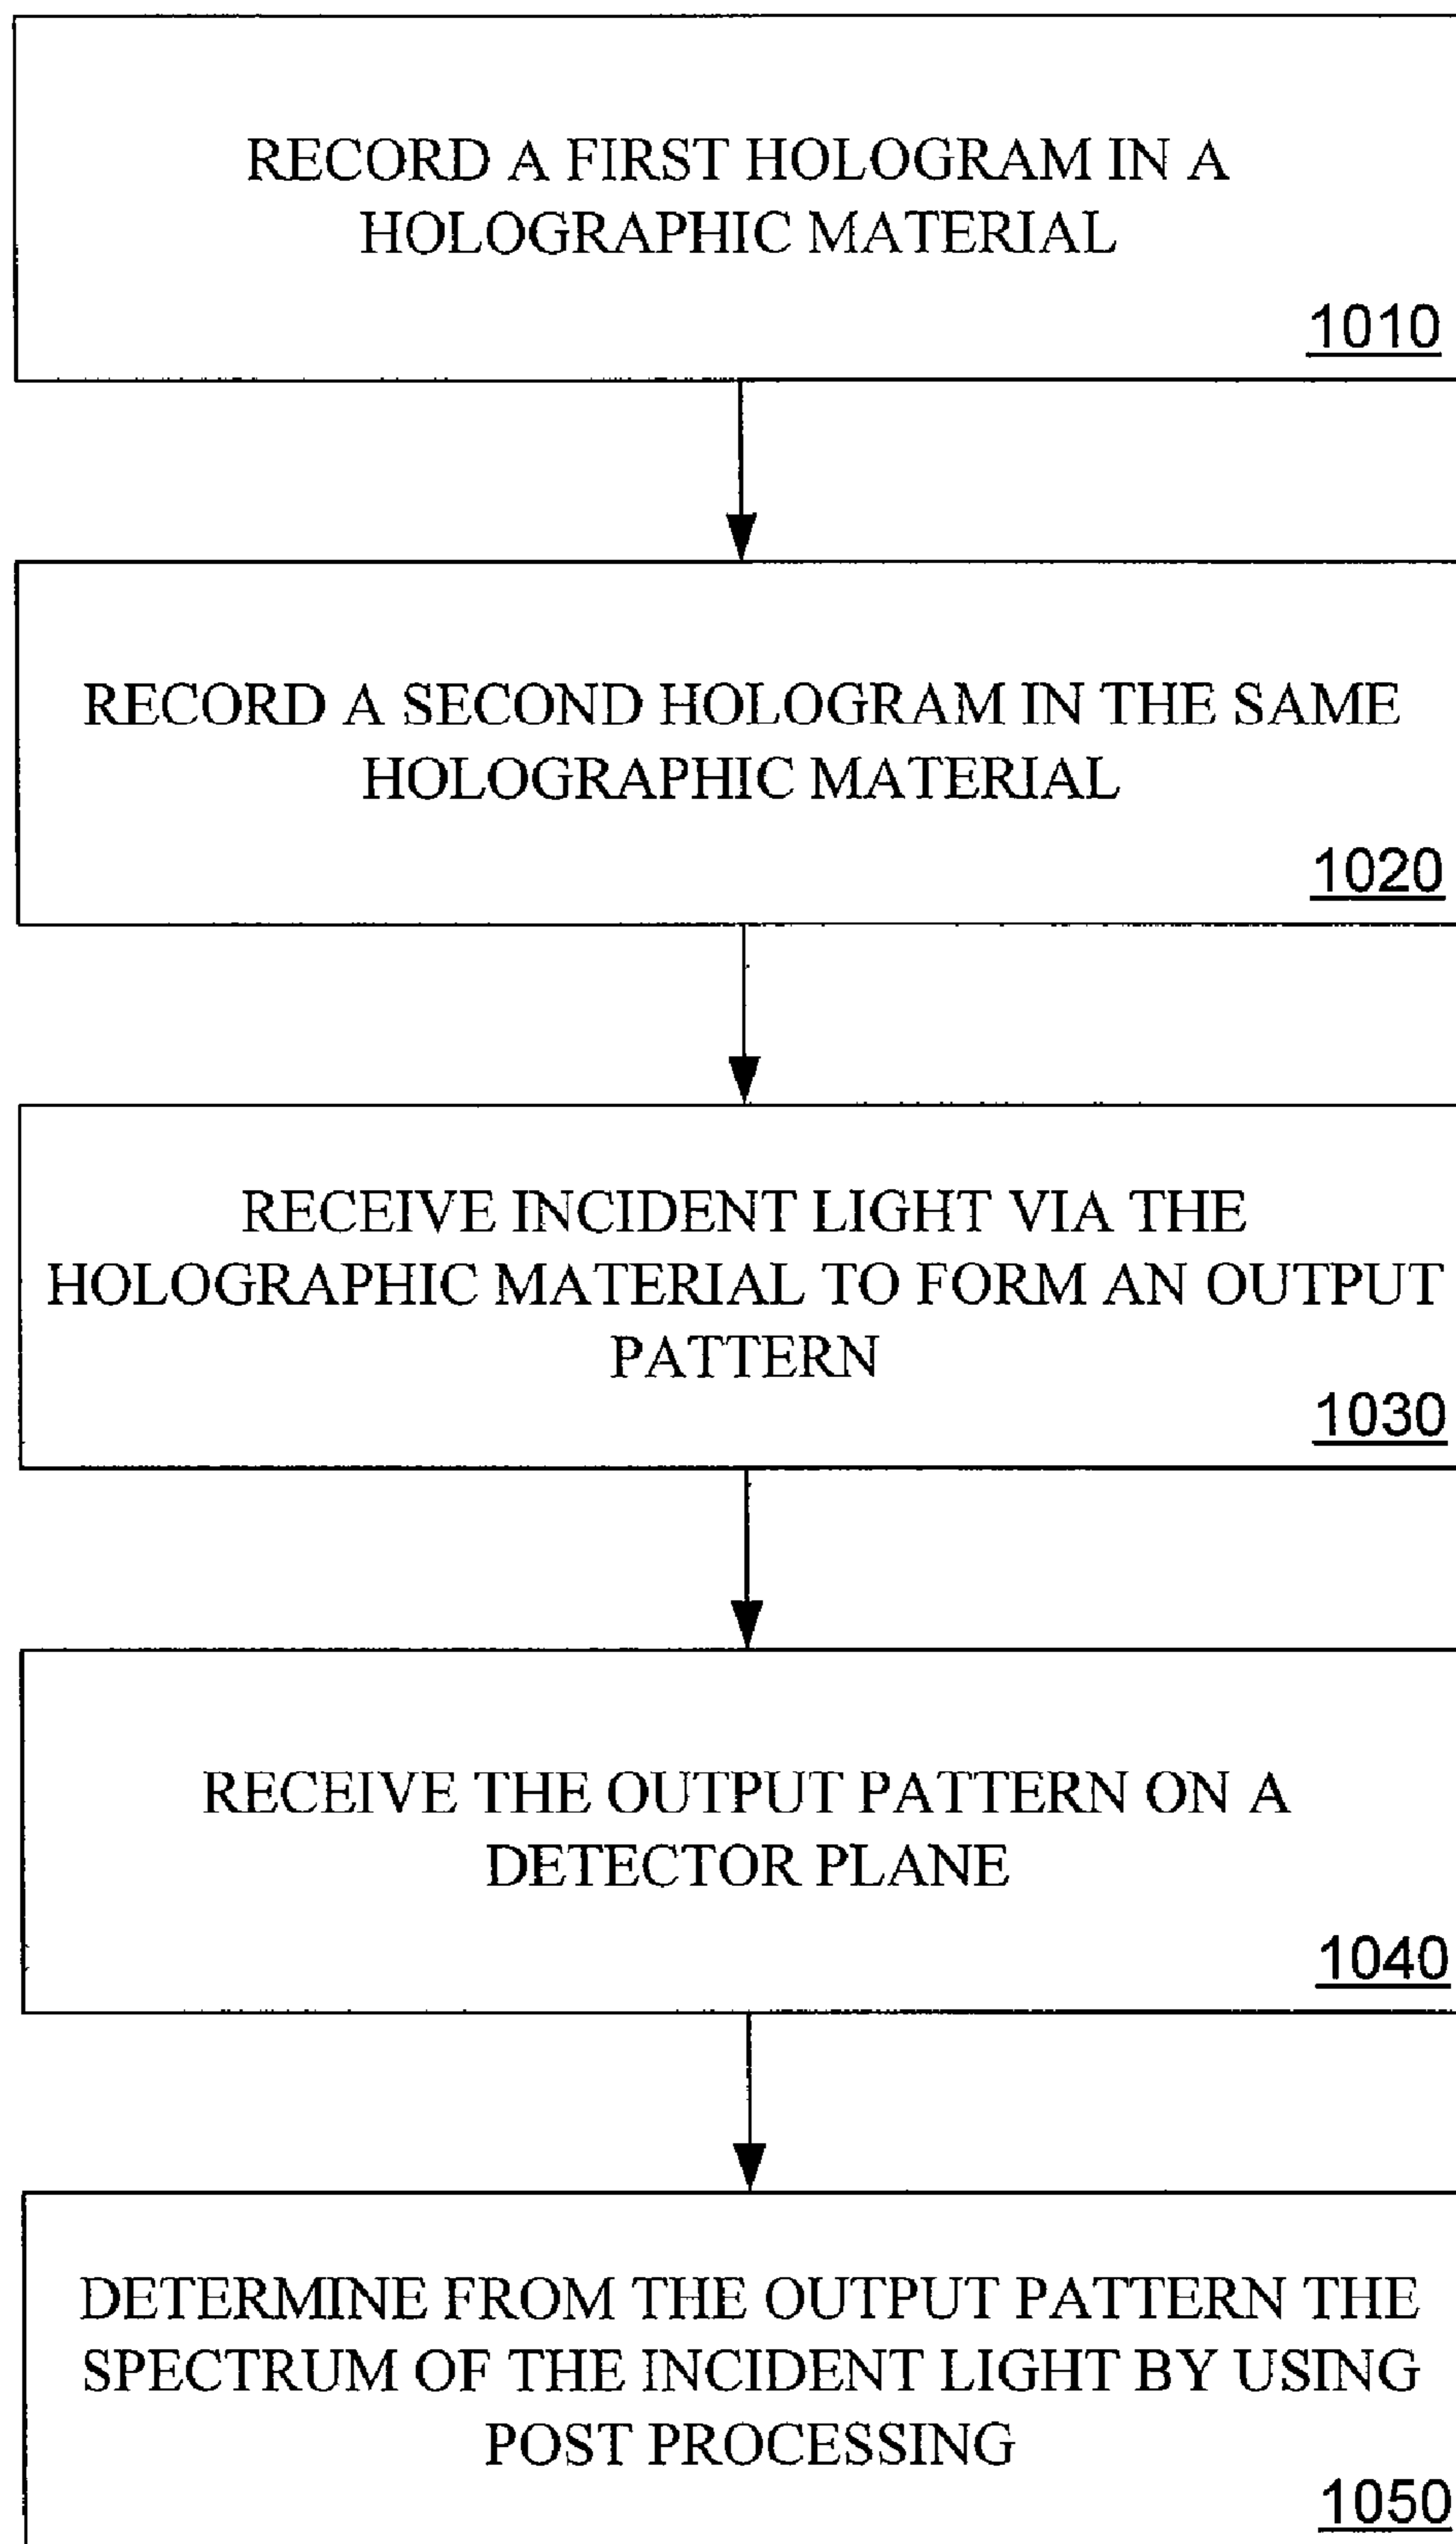 RECORD A FIRST HOLOGRAM IN A
HOLOGRAPHIC MATERIAL
1010
RECORD A SECOND HOLOGRAM IN THE SAME
HOLOGRAPHIC MATERIAL
1020
RECEIVE INCIDENT LIGHT VIA THE
HOLOGRAPHIC MATERIAL TO FORM AN OUTPUT
PATTERN
1030
RECEIVE THE OUTPUT PATTERN ON A
DETECTOR PLANE
1040
DETERMINE FROM THE OUTPUT PATTERN THE
SPECTRUM OF THE INCIDENT LIGHT BY USING
POST PROCESSING
1050